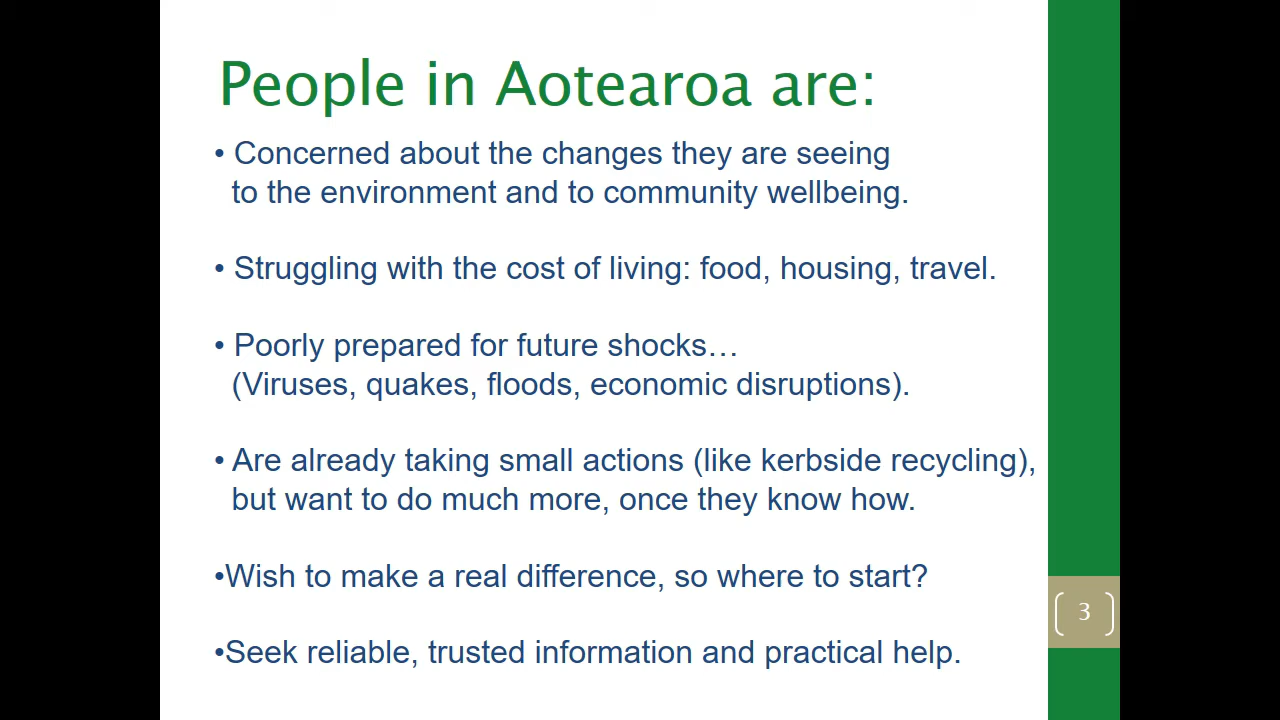 People in Aotearoa are:
• Concerned about the changes they are seeing
to the environment and to community wellbeing.
• Struggling with the cost of living: food, housing, travel.
• Poorly prepared for future shocks…
(Viruses, quakes, floods, economic disruptions).
• Are already taking small actions (like kerbside recycling),
but want to do much more, once they know how.
•Wish to make a real difference, so where to start?
3
•Seek reliable, trusted information and practical help.